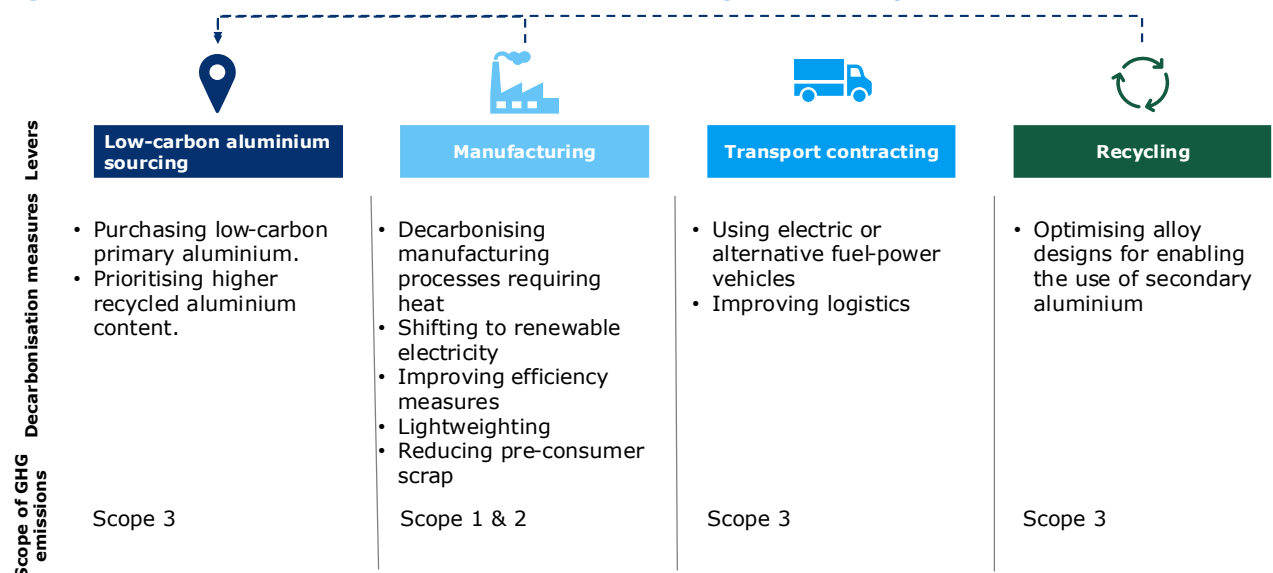 Levers
Low-carbon aluminium
sourcing
Manufacturing
Transport contracting
Recycling
Decarbonisation measures
• Purchasing low-carbon
primary aluminium.
• Prioritising higher
recycled aluminium
content.
• Decarbonising
manufacturing
processes requiring
heat
• Shifting to renewable
electricity
• Improving efficiency
measures
• Lightweighting
• Reducing pre-consumer
scrap
• Using electric or
alternative fuel-power
vehicles
• Improving logistics
• Optimising alloy
designs for enabling
the use of secondary
aluminium
Scope of GHG
emissions
Scope 3
Scope 1 & 2
Scope 3
Scope 3